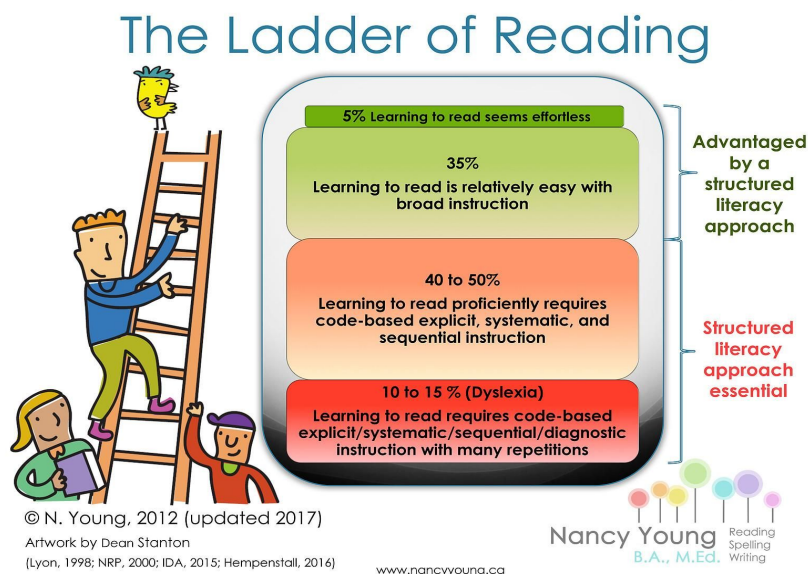 The Ladder of Reading
5% Learning to read seems effortless
35%
Learning to read is relatively easy with
broad instruction
Advantaged
by a
structured
literacy
approach
40 to 50%
Learning to read proficiently requires
code-based explicit, systematic, and
sequential instruction
10 to 15 % (Dyslexia)
Learning to read requires code-based
explicit/systematic/sequential/diagnostic
instruction with many repetitions
Structured
literacy
approach
essential
© N. Young, 2012 (updated 2017)
Artwork by Dean Stanton
(Lyon, 1998; NRP, 2000; IDA, 2015; Hempenstall, 2016)
www.nancyyoung.ca
Nancy Young
B.A., M.Ed.
Reading
Spelling
Writing